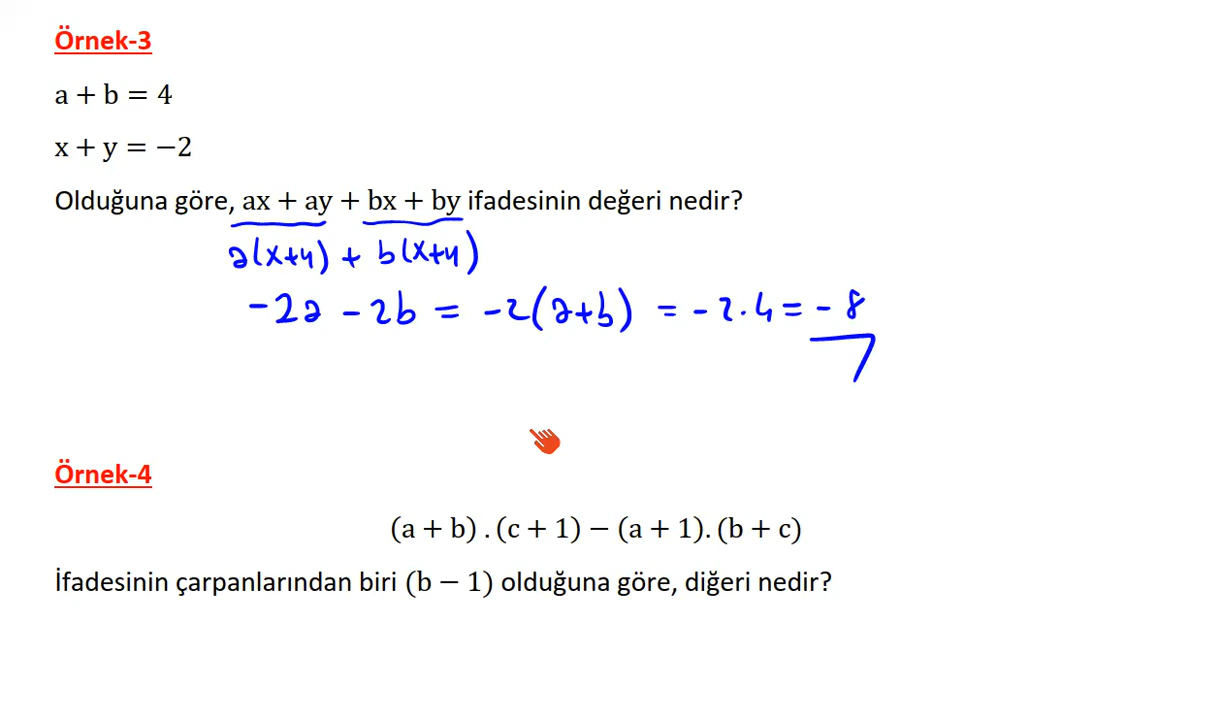 Örnek-3
a + b = 4
x + y = −2
Olduğuna göre, ax + ay + bx + by ifadesinin değeri nedir?
a(x+y) + b(x+y)
-2a - 2b = -2(a+b) = -2.4 = -8
Örnek-4
(a + b) . (c + 1) − (a + 1). (b + c)
İfadesinin çarpanlarından biri (b − 1) olduğuna göre, diğeri nedir?